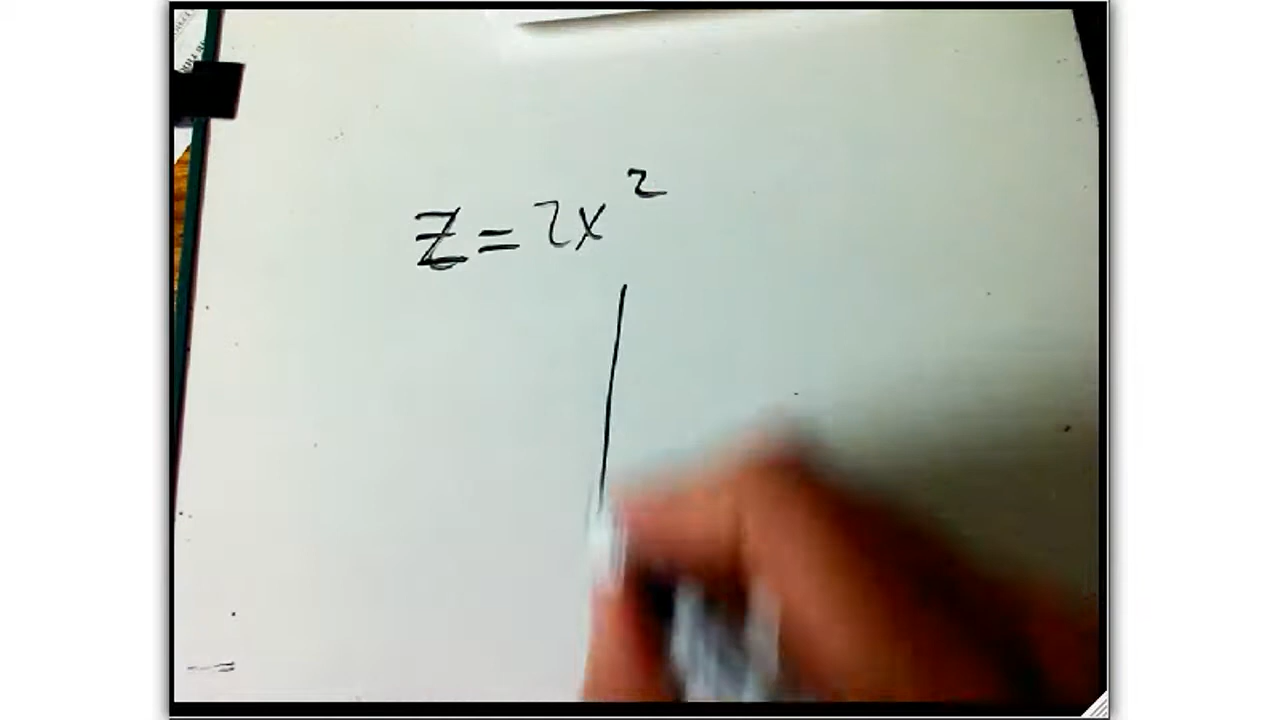 z = 2x²